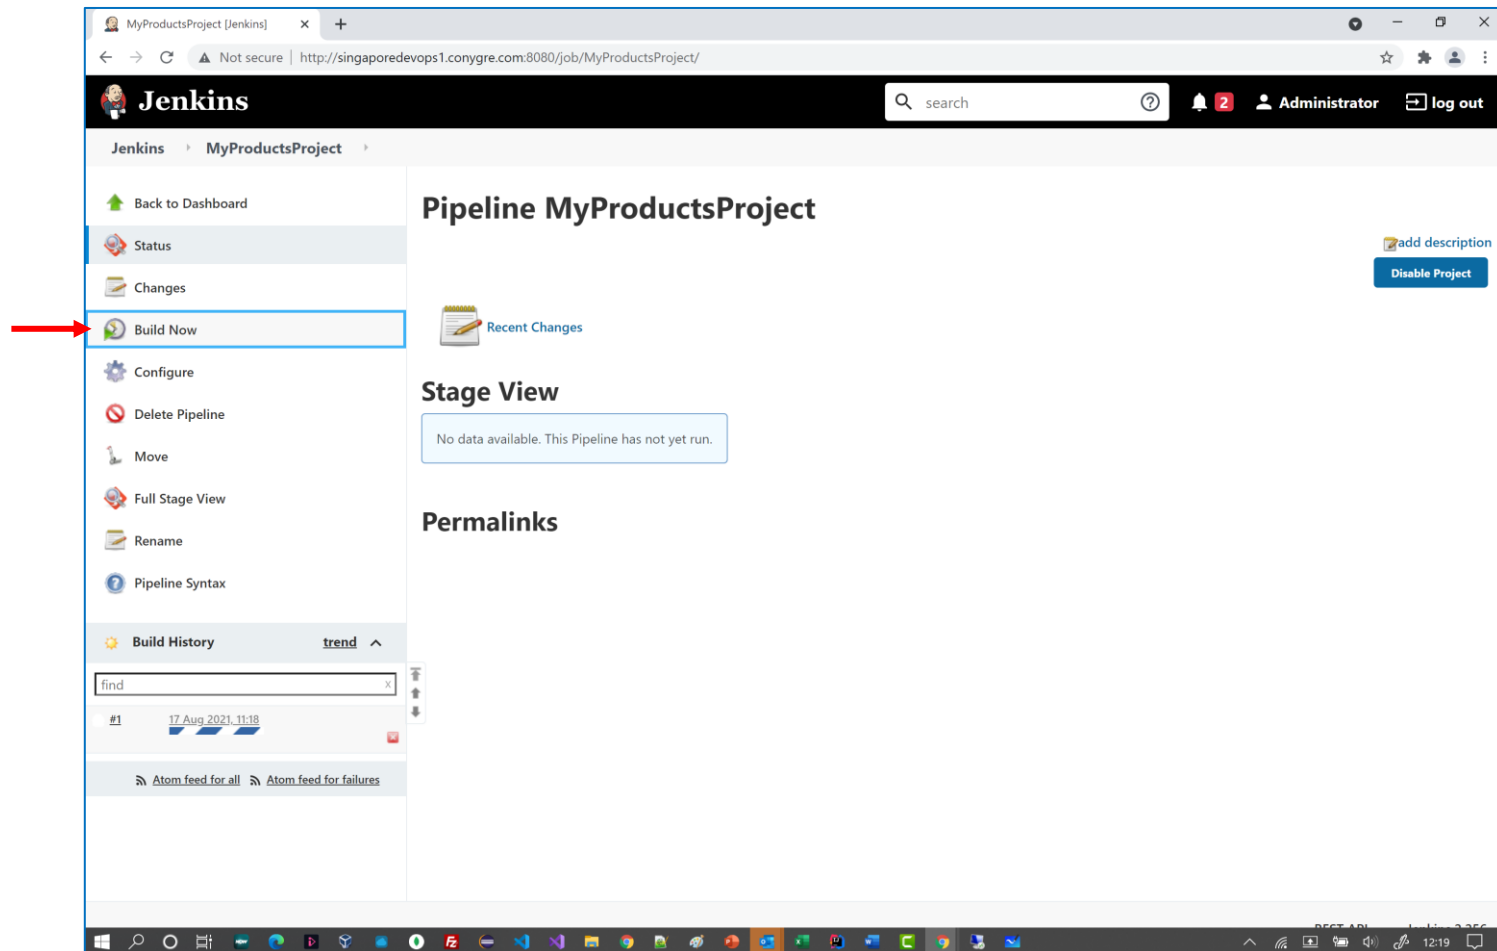 MyProductsProject [Jenkins]
Not secure | http://singaporedevops1.conygre.com:8080/job/MyProductsProject/
Jenkins
search
2
Administrator
log out
Jenkins
MyProductsProject
Back to Dashboard
Status
Changes
Build Now
Configure
Delete Pipeline
Move
Full Stage View
Rename
Pipeline Syntax
Build History
trend
find
x
#1
17 Aug 2021, 11:18
Atom feed for all
Atom feed for failures
Pipeline MyProductsProject
add description
Disable Project
Recent Changes
Stage View
No data available. This Pipeline has not yet run.
Permalinks
REST API
12:19